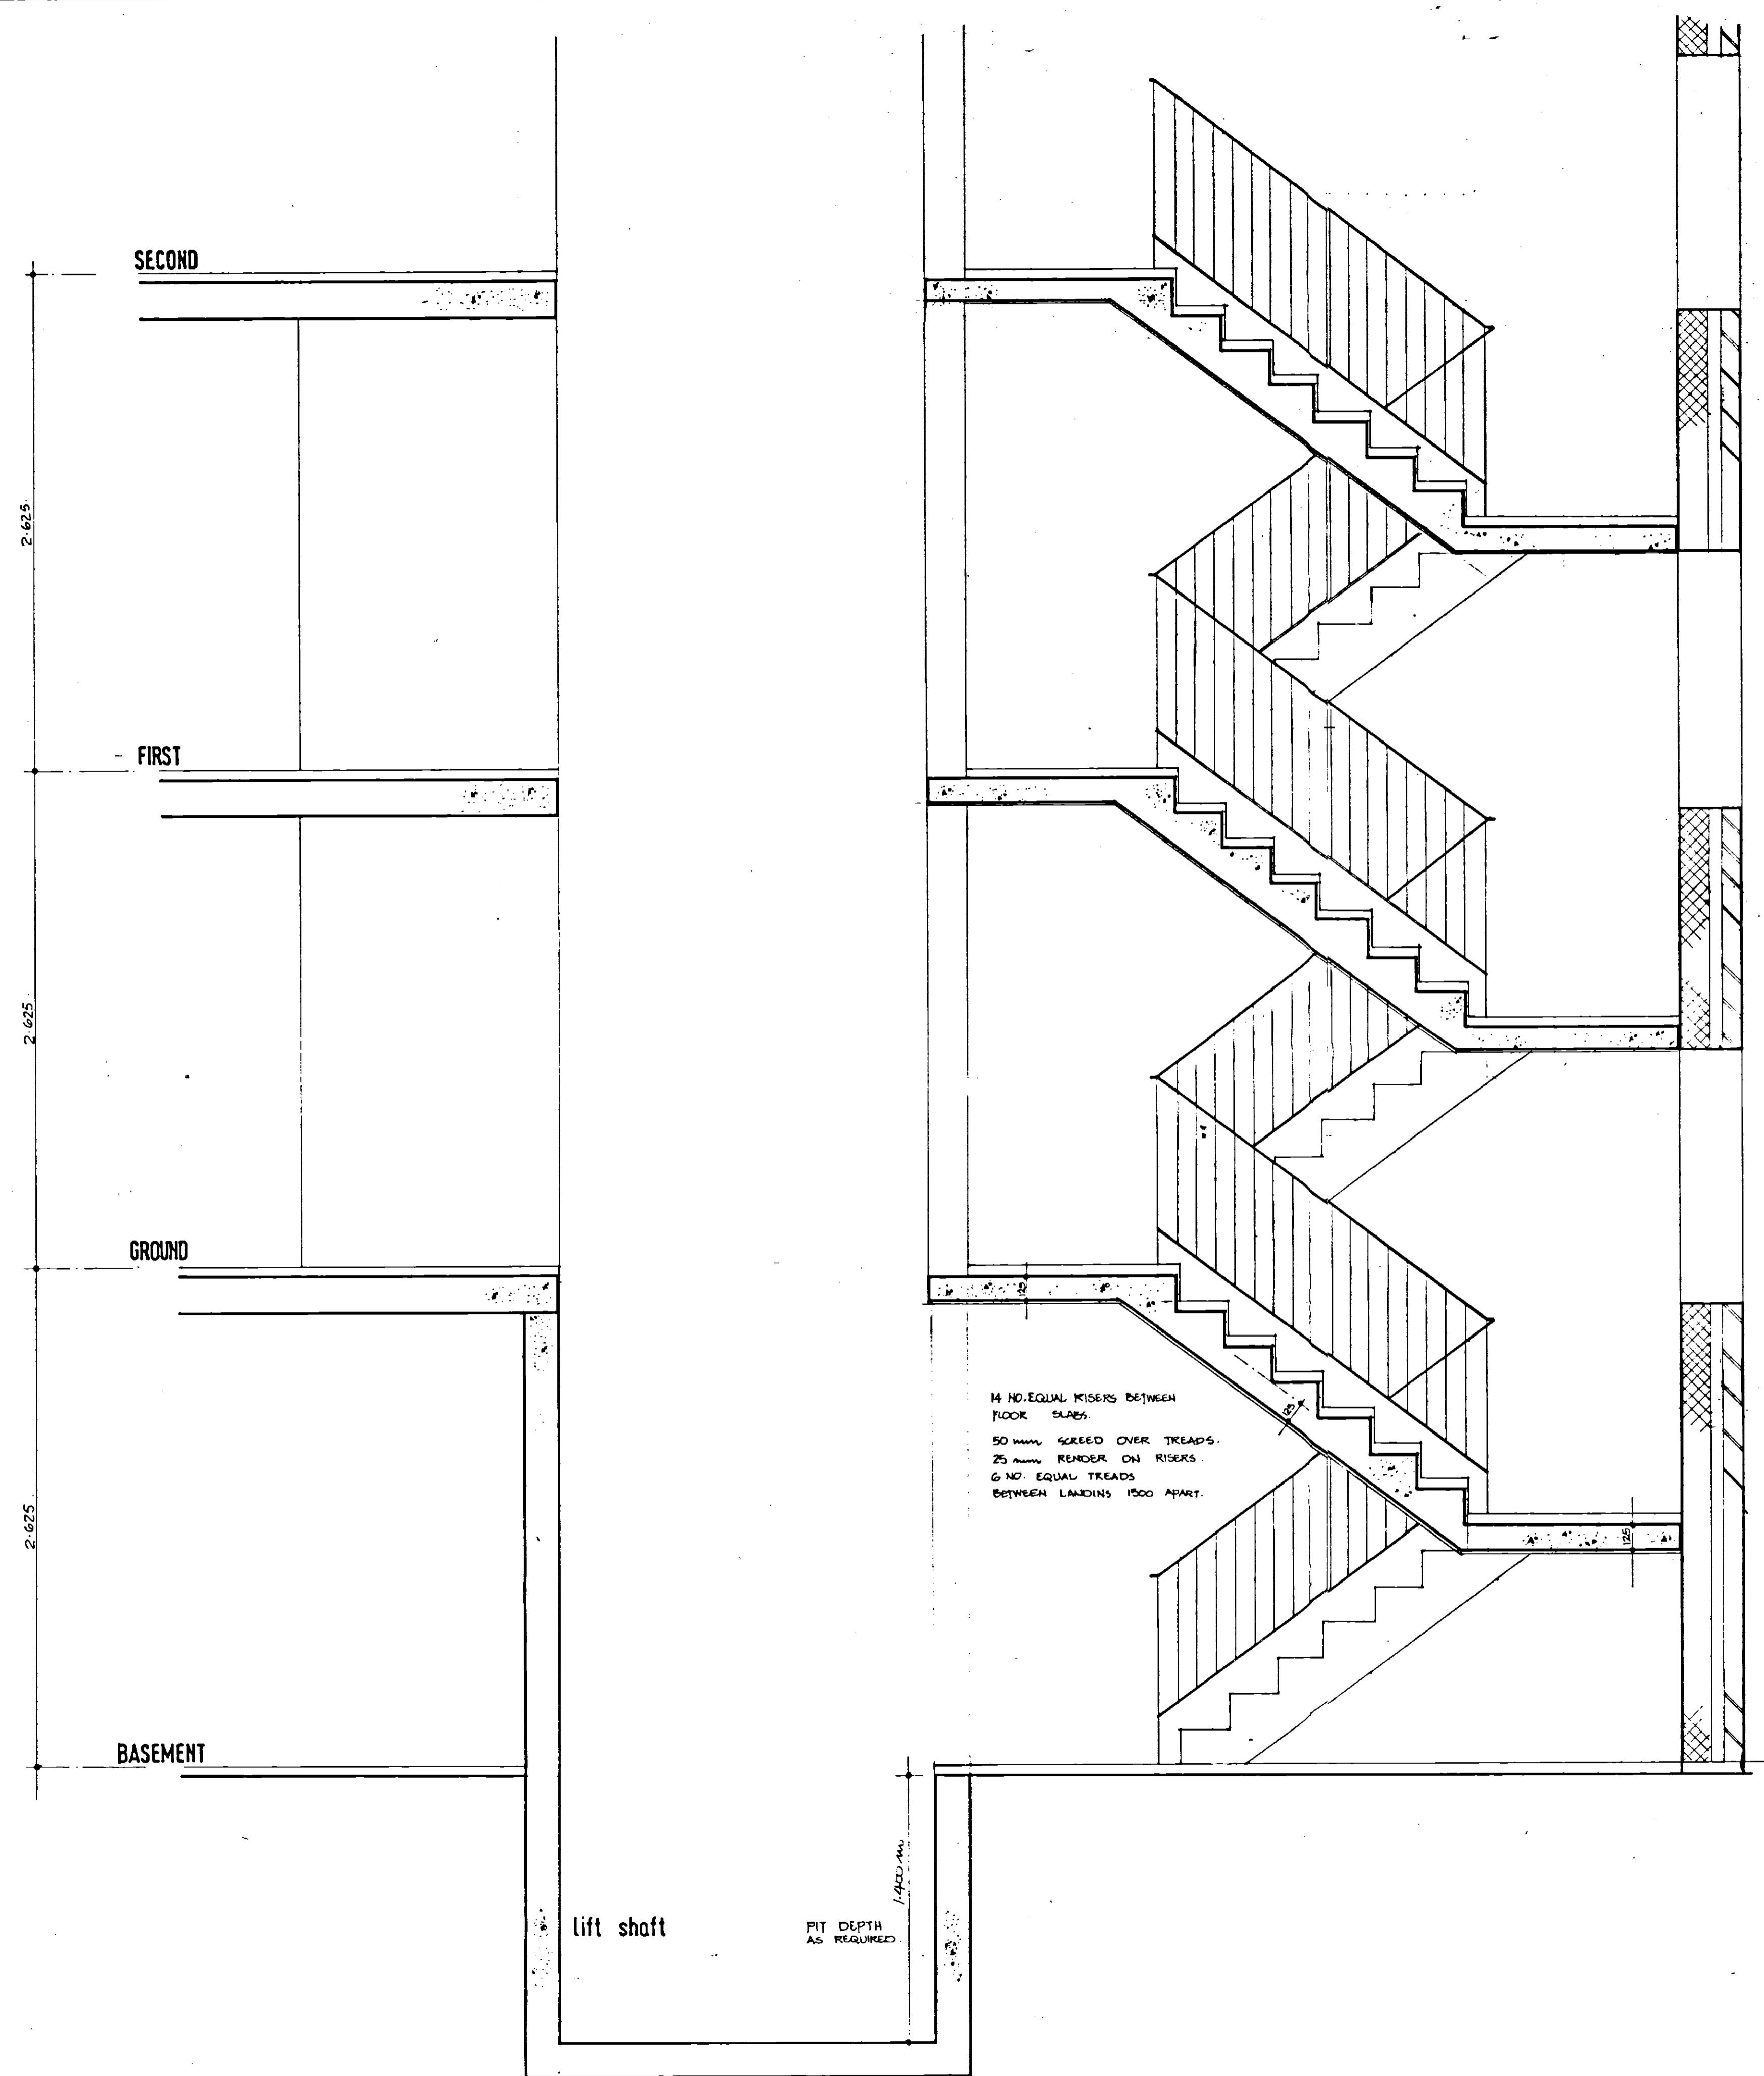 SECOND
2·625
FIRST
2·625
GROUND
125
14 NO. EQUAL RISERS BETWEEN
FLOOR SLABS.
50 mm SCREED OVER TREADS.
25 mm RENDER ON RISERS.
6 NO. EQUAL TREADS
BETWEEN LANDINS 1500 APART.
125
125
2·625
BASEMENT
1·400 m
lift shaft
PIT DEPTH
AS REQUIRED.